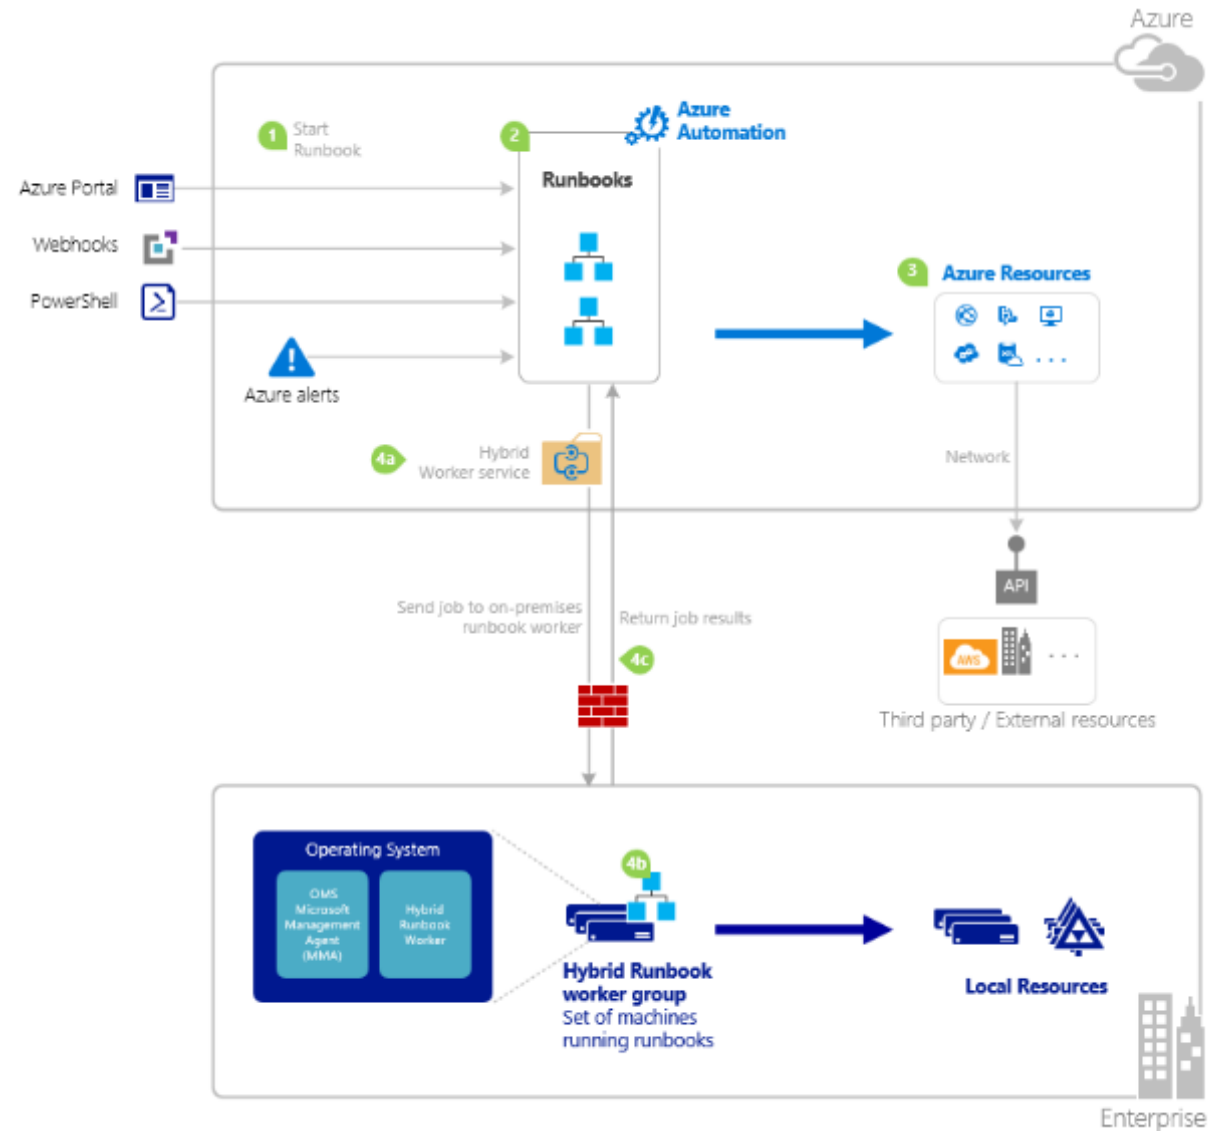 Azure
1
Start
Runbook
2
Azure
Automation
Azure Portal
Runbooks
Webhooks
PowerShell
3
Azure Resources
Azure alerts
4a
Hybrid
Worker service
Network
API
Send job to on-premises
runbook worker
Return job results
4c
AWS
Third party / External resources
Operating System
OMS
Microsoft
Management
Agent
(MMA)
Hybrid
Runbook
Worker
4b
Hybrid Runbook
worker group
Set of machines
running runbooks
Local Resources
Enterprise